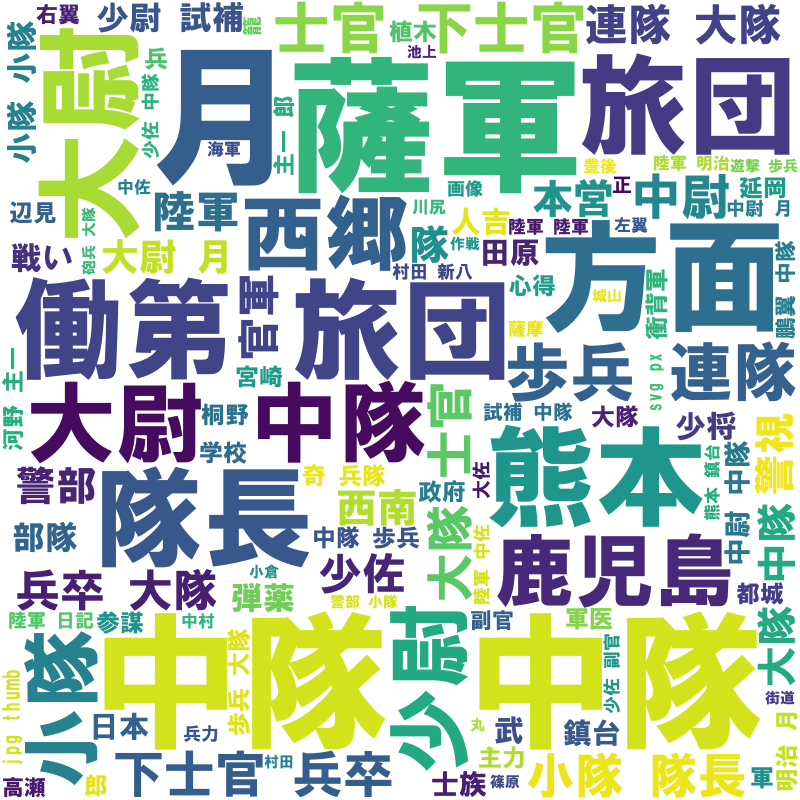 右翼
少尉 試補
籠
士官
植木
下士官
連隊 大隊
池上
小隊 小隊
大尉
兵
少佐 中隊
月
海軍
主一 郎
薩軍
旅団
豊後
陸軍 明治
遊撃 歩兵
中佐
辺見
砲兵 大隊
陸軍
西郷
画像
川尻
隊
作戦
人吉
本営
正
中尉
延岡
中尉 月
陸軍 陸軍
左翼
戦い
大尉 月
官軍
村田 新八
田原
方面
鵬翼 中隊
働第 旅団
心得
城山
薩摩
衝背軍
宮崎
歩兵
連隊
svg px
河野 主一
大尉 中隊
桐野
学校
士官
試補 中隊
大隊
少将
警視
警部
隊長
奇 兵隊
西南
政府
大佐
熊本
熊本 鎮台
中尉 中隊
部隊
中隊 歩兵
大隊
陸軍 中佐
鹿児島
中隊
兵卒 大隊
小倉
弾薬
少佐
警部 小隊
都城
陸軍 日記
参謀
中村
副官
軍医
小隊
中隊 中隊
少尉
少佐 副官
大隊
歩兵 大隊
jpg thumb
日本
兵力
丸
武
鎮台
街道
明治 月
高瀬
郎
下士官
村田
兵卒
士族
篠原
主力
小隊 隊長
軍